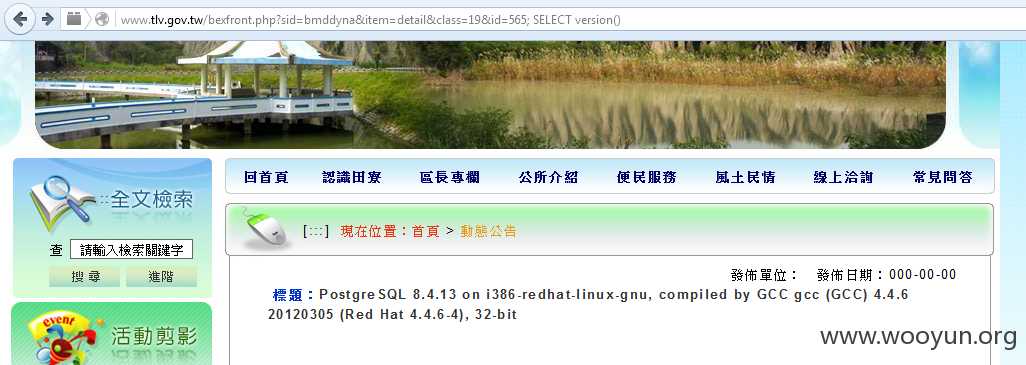 www.tlv.gov.tw/bexfront.php?sid=bmddyna&item=detail&class=19&id=565; SELECT version()
回首頁 認識田寮 區長專欄 公所介紹 便民服務 風土民情 線上洽詢 常見問答
:::全文檢索
查 請輸入檢索關鍵字
搜 尋 進階
[:::] 現在位置：首頁 > 動態公告
發佈單位： 發佈日期：000-00-00
標題：PostgreSQL 8.4.13 on i386-redhat-linux-gnu, compiled by GCC gcc (GCC) 4.4.6
20120305 (Red Hat 4.4.6-4), 32-bit
event
活動剪影
www.wooyun.org